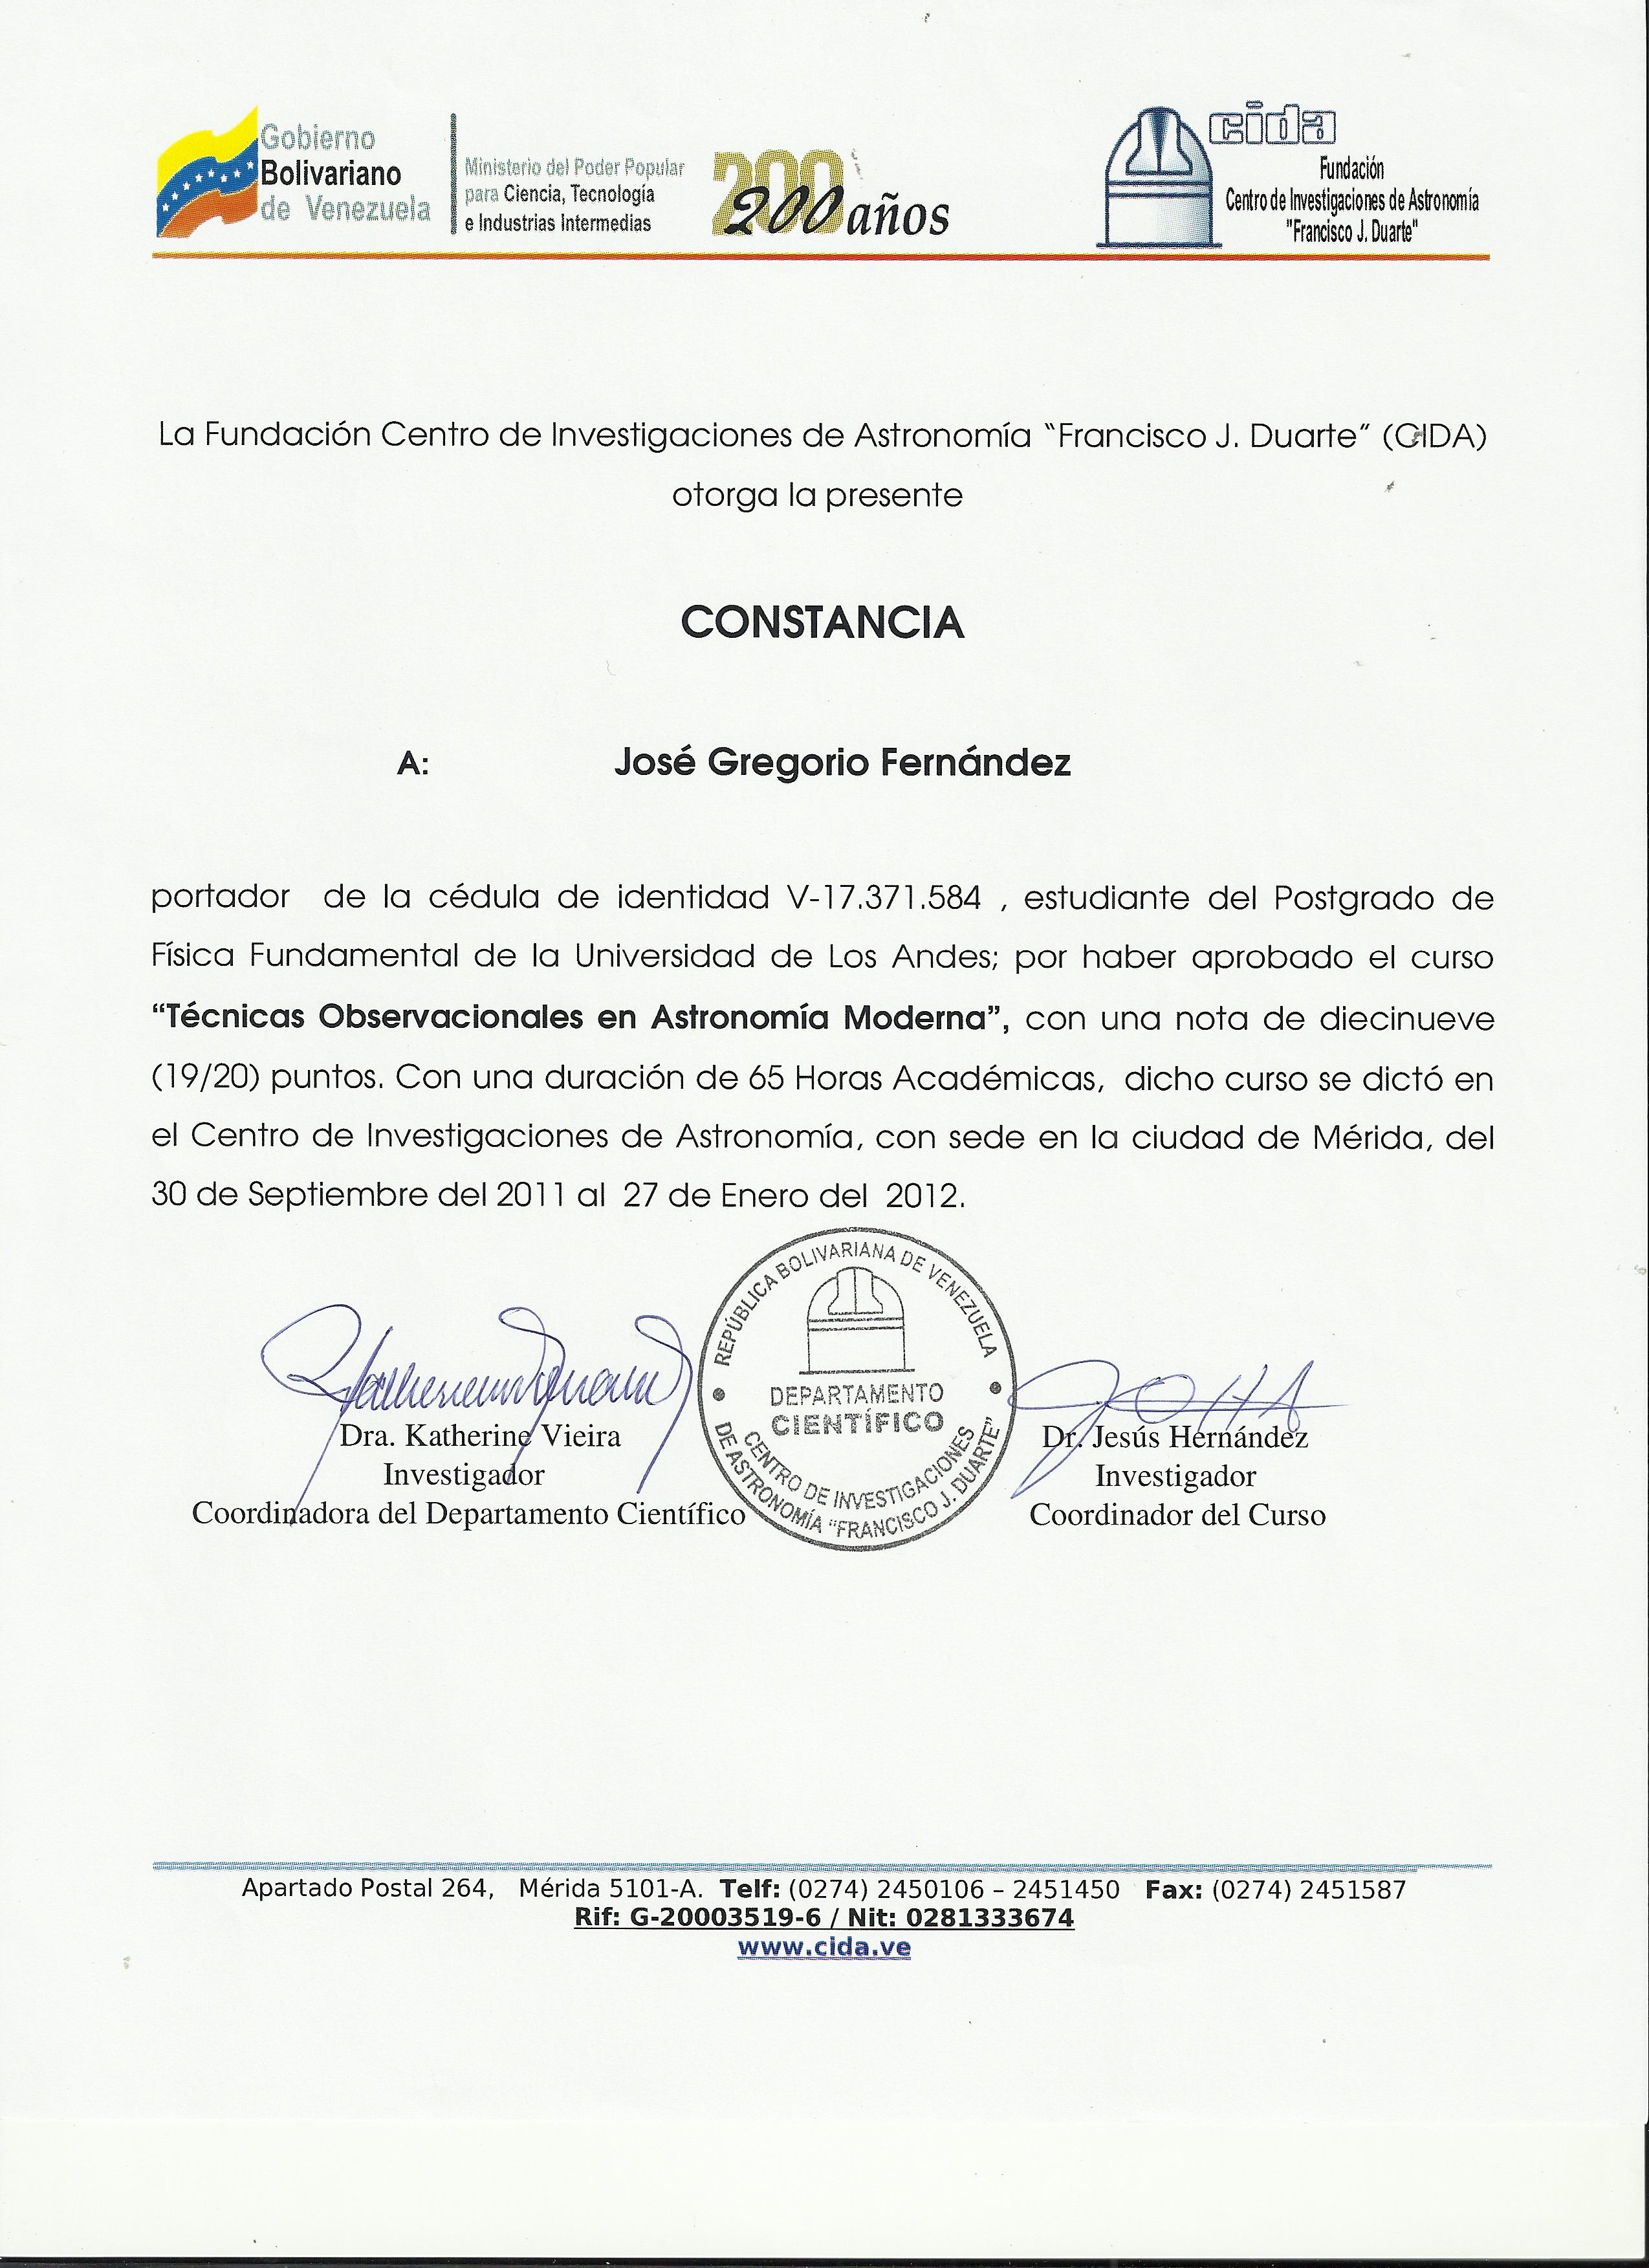 Gobierno
Bolivariano
de Venezuela
Ministerio del Poder Popular
para Ciencia, Tecnología
e Industrias Intermedias
200
200 años
cida
Fundación
Centro de Investigaciones de Astronomía
"Francisco J. Duarte"
La Fundación Centro de Investigaciones de Astronomía “Francisco J. Duarte” (CIDA)
otorga la presente
CONSTANCIA
A: José Gregorio Fernández
portador de la cédula de identidad V-17.371.584 , estudiante del Postgrado de
Física Fundamental de la Universidad de Los Andes; por haber aprobado el curso
“Técnicas Observacionales en Astronomía Moderna”, con una nota de diecinueve
(19/20) puntos. Con una duración de 65 Horas Académicas, dicho curso se dictó en
el Centro de Investigaciones de Astronomía, con sede en la ciudad de Mérida, del
30 de Septiembre del 2011 al 27 de Enero del 2012.
REPÚBLICA BOLIVARIANA DE VENEZUELA
DEPARTAMENTO
CIENTÍFICO
CENTRO DE INVESTIGACIONES
DE ASTRONOMÍA “FRANCISCO J. DUARTE”
Dra. Katherine Vieira
Investigador
Coordinadora del Departamento Científico
Dr. Jesús Hernández
Investigador
Coordinador del Curso
Apartado Postal 264, Mérida 5101-A. Telf: (0274) 2450106 – 2451450 Fax: (0274) 2451587
Rif: G-20003519-6 / Nit: 0281333674
www.cida.ve